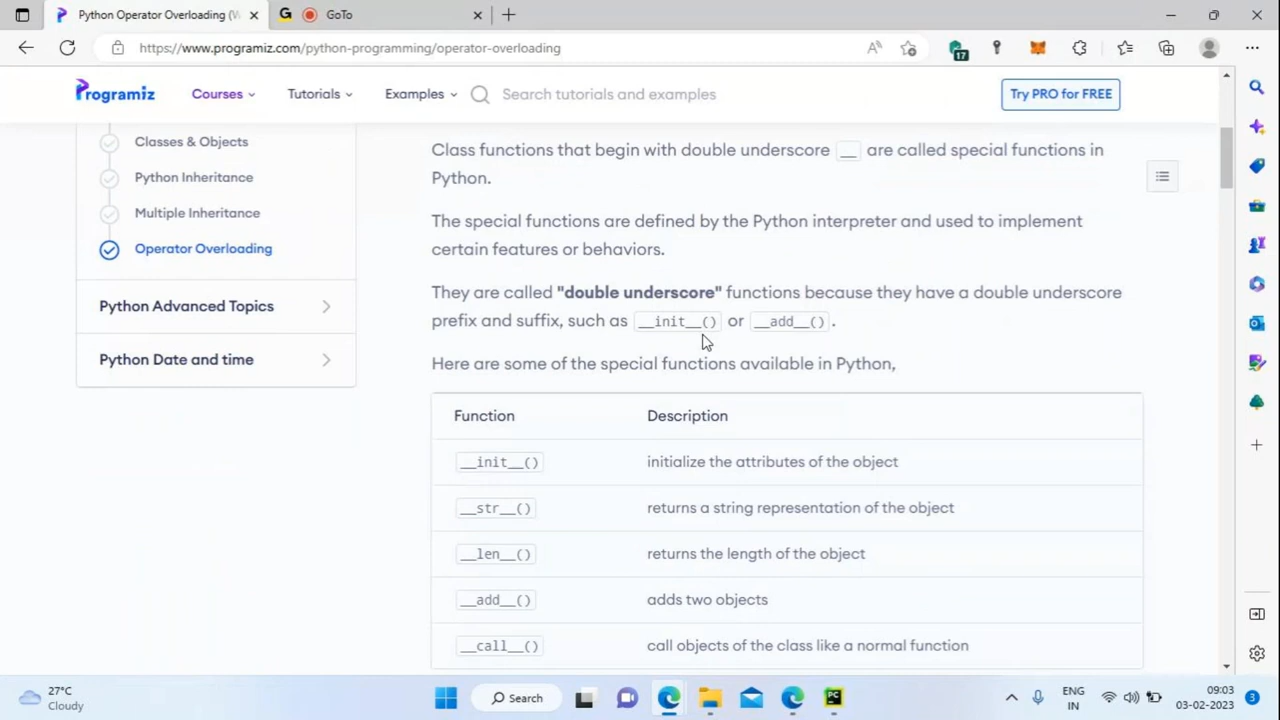 Python Operator Overloading (W
GoTo
https://www.programiz.com/python-programming/operator-overloading
17
Programiz
Courses
Tutorials
Examples
Search tutorials and examples
Try PRO for FREE
Classes & Objects
Python Inheritance
Multiple Inheritance
Operator Overloading
Python Advanced Topics
Python Date and time
Class functions that begin with double underscore __ are called special functions in
Python.
The special functions are defined by the Python interpreter and used to implement
certain features or behaviors.
They are called "double underscore" functions because they have a double underscore
prefix and suffix, such as __init__() or __add__().
Here are some of the special functions available in Python,
Function Description
__init__() initialize the attributes of the object
__str__() returns a string representation of the object
__len__() returns the length of the object
__add__() adds two objects
__call__() call objects of the class like a normal function
27°C
Cloudy
Search
PC
ENG
IN
09:03
03-02-2023
3